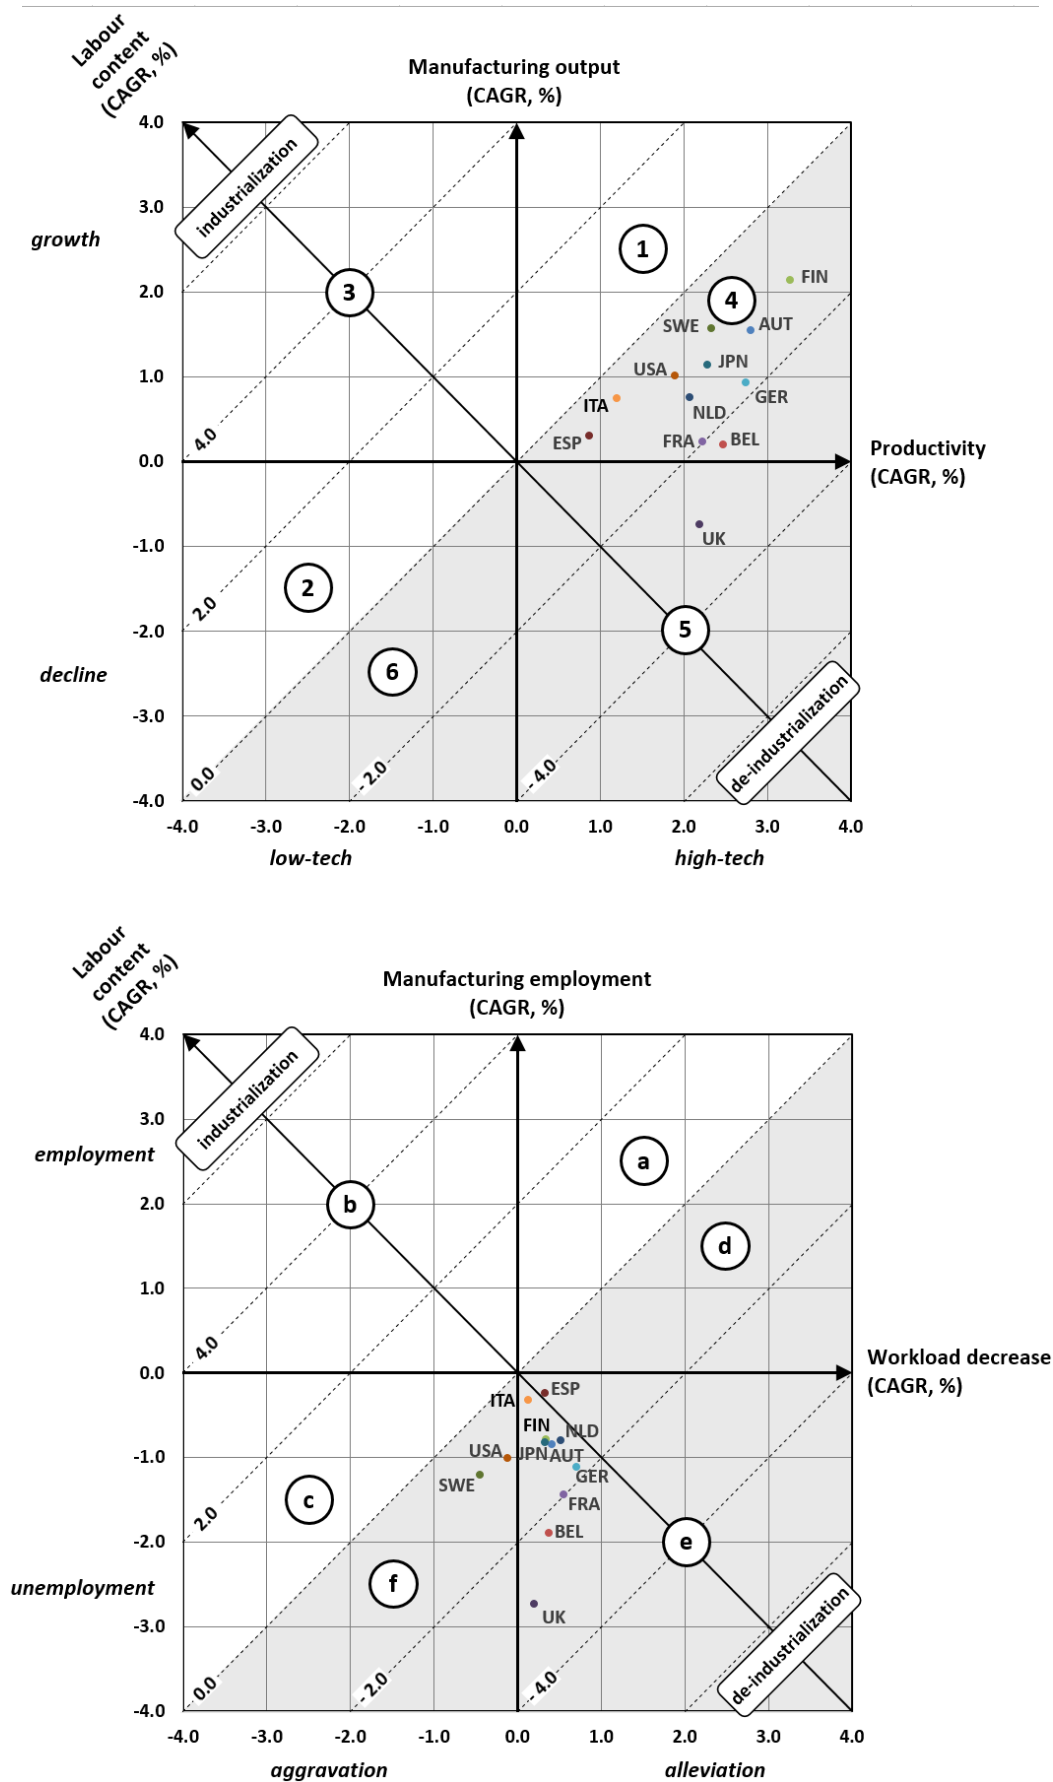 Labour
content
(CAGR, %)
Manufacturing output
(CAGR, %)
4.0
industrialization
3.0
growth
1
3
2.0
4
FIN
SWE
AUT
JPN
USA
1.0
GER
ITA
NLD
4.0
ESP
FRA
BEL
0.0
Productivity
(CAGR, %)
-1.0
UK
2
2.0
-2.0
5
decline
6
-3.0
de-industrialization
0.0
- 2.0
- 4.0
-4.0
-4.0 -3.0 -2.0 -1.0 0.0 1.0 2.0 3.0 4.0
low-tech high-tech
Labour
content
(CAGR, %)
Manufacturing employment
(CAGR, %)
4.0
industrialization
3.0
employment
a
b
2.0
d
1.0
4.0
0.0
Workload decrease
(CAGR, %)
ESP
ITA
FIN
NLD
-1.0
USA
JPN
AUT
GER
SWE
c
FRA
2.0
BEL
-2.0
e
unemployment
f
-3.0
UK
de-industrialization
0.0
- 2.0
- 4.0
-4.0
-4.0 -3.0 -2.0 -1.0 0.0 1.0 2.0 3.0 4.0
aggravation alleviation